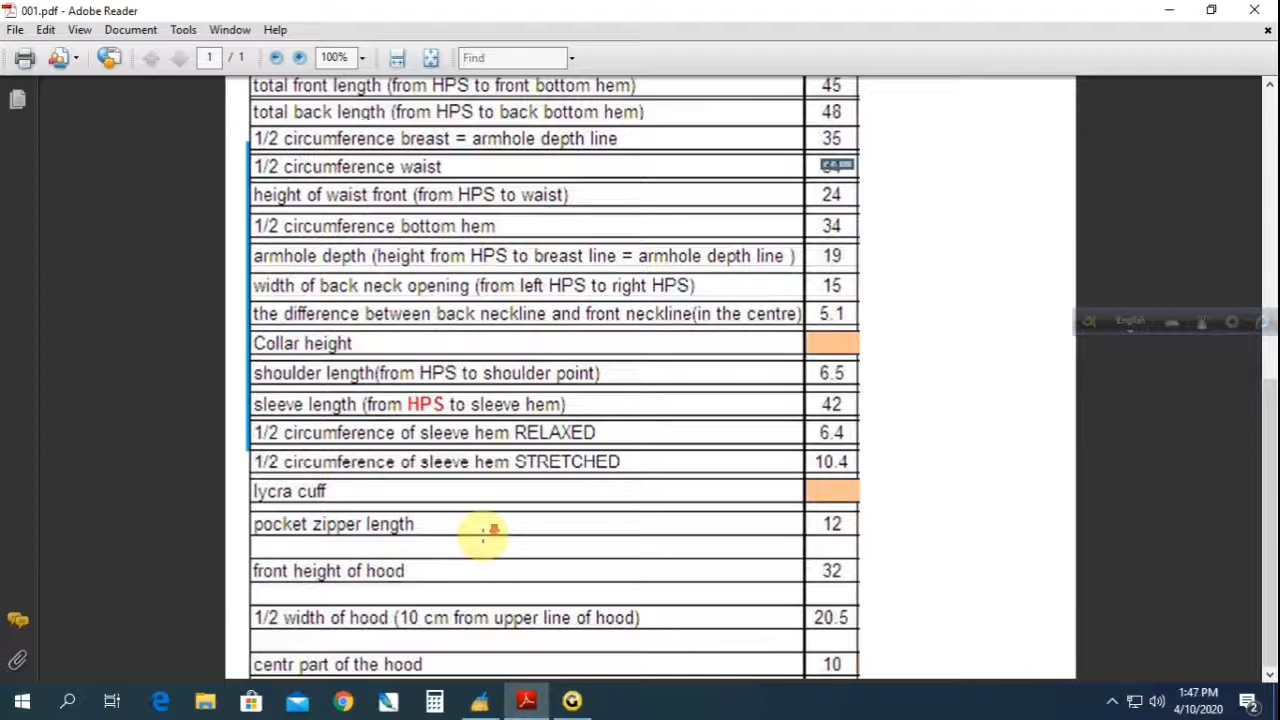 001.pdf - Adobe Reader
File Edit View Document Tools Window Help
1 / 1 100% Find
total front length (from HPS to front bottom hem) 45
total back length (from HPS to back bottom hem) 48
1/2 circumference breast = armhole depth line 35
1/2 circumference waist
height of waist front (from HPS to waist) 24
1/2 circumference bottom hem 34
armhole depth (height from HPS to breast line = armhole depth line ) 19
width of back neck opening (from left HPS to right HPS) 15
the difference between back neckline and front neckline(in the centre) 5.1
English
Collar height
shoulder length(from HPS to shoulder point) 6.5
sleeve length (from HPS to sleeve hem) 42
1/2 circumference of sleeve hem RELAXED 6.4
1/2 circumference of sleeve hem STRETCHED 10.4
lycra cuff
pocket zipper length 12
front height of hood 32
1/2 width of hood (10 cm from upper line of hood) 20.5
centr part of the hood 10
1:47 PM
4/10/2020
2